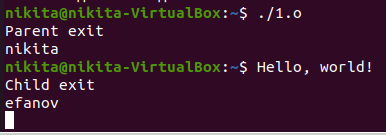 nikita@nikita-VirtualBox:~$ ./1.o
Parent exit
nikita
nikita@nikita-VirtualBox:~$ Hello, world!
Child exit
efanov